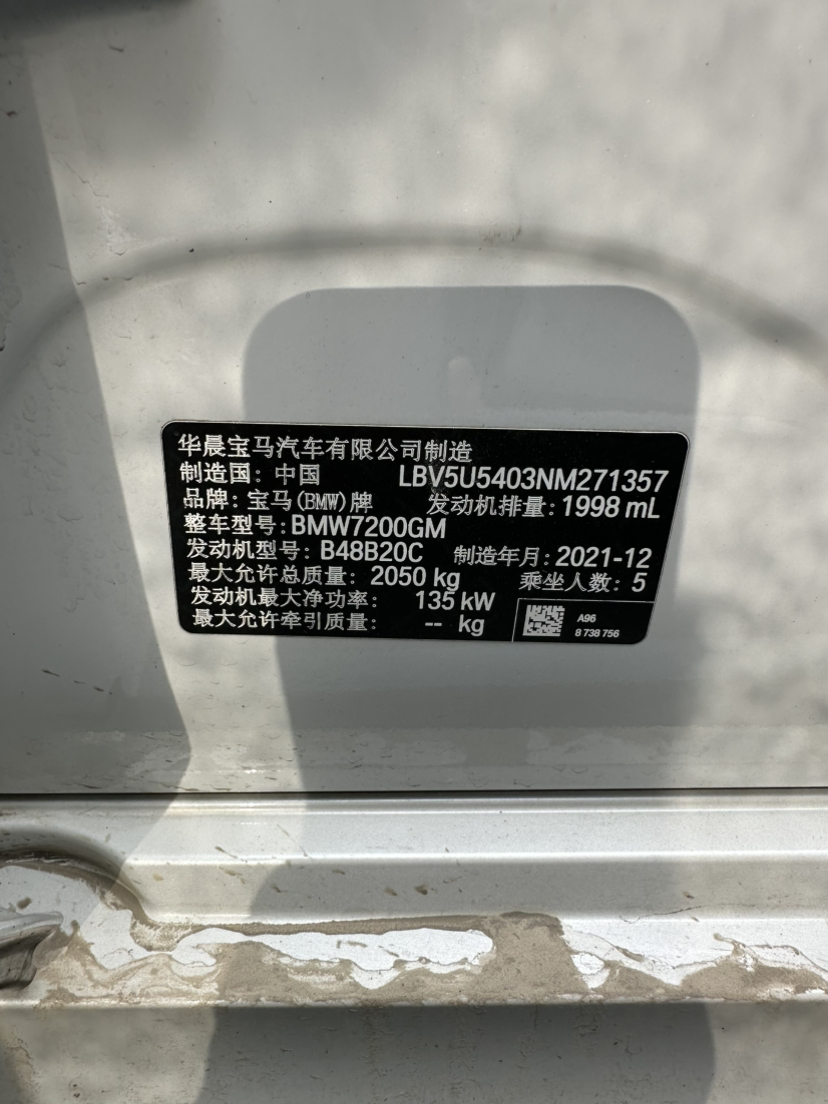 华晨宝马汽车有限公司制造
制造国: 中国 LBV5U5403NM271357
品牌: 宝马(BMW)牌 发动机排量: 1998 mL
整车型号: BMW7200GM
发动机型号: B48B20C 制造年月: 2021-12
最大允许总质量: 2050 kg 乘坐人数: 5
发动机最大净功率: 135 kW
最大允许牵引质量: -- kg
A96
8 738 756